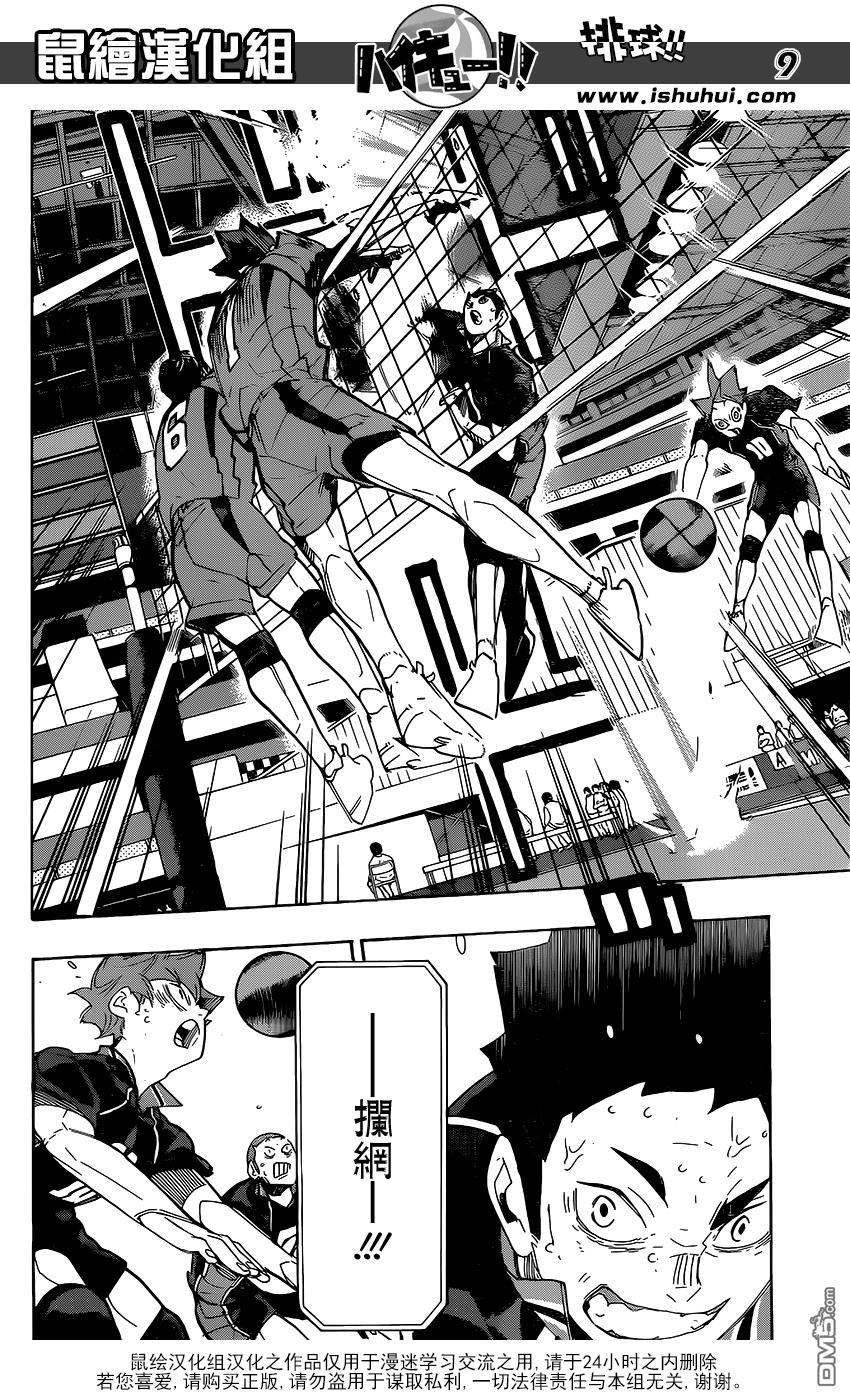 鼠繪漢化組
ハイキュー!!
排球!!
9
www.ishuhui.com
1
6
10
A M
——攔網—!!!
DM5.com
鼠绘汉化组汉化之作品仅用于漫迷学习交流之用, 请于24小时之内删除
若您喜爱, 请购买正版, 请勿盗用于谋取私利, 一切法律责任与本组无关, 谢谢。